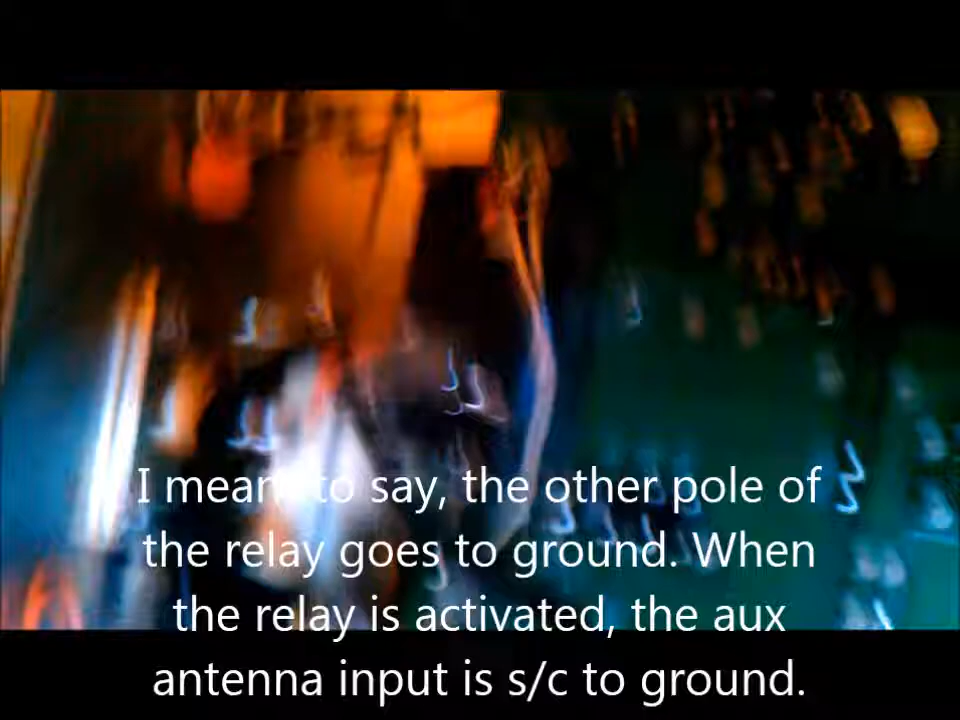 I meant to say, the other pole of
the relay goes to ground. When
the relay is activated, the aux
antenna input is s/c to ground.